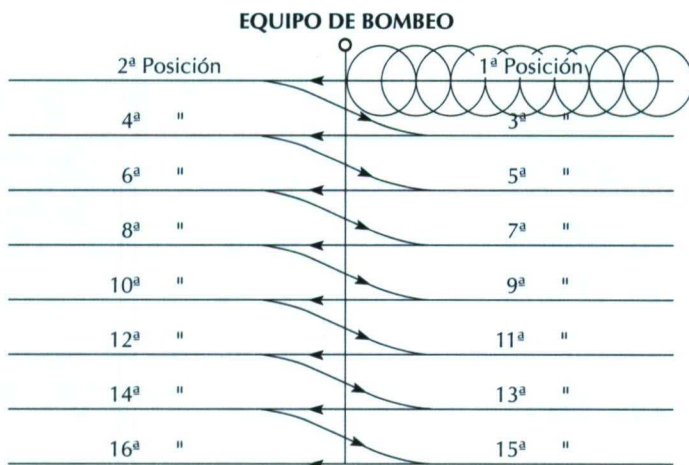 EQUIPO DE BOMBEO
2ª Posición 1ª Posición
4ª " 3ª "
6ª " 5ª "
8ª " 7ª "
10ª " 9ª "
12ª " 11ª "
14ª " 13ª "
16ª " 15ª "